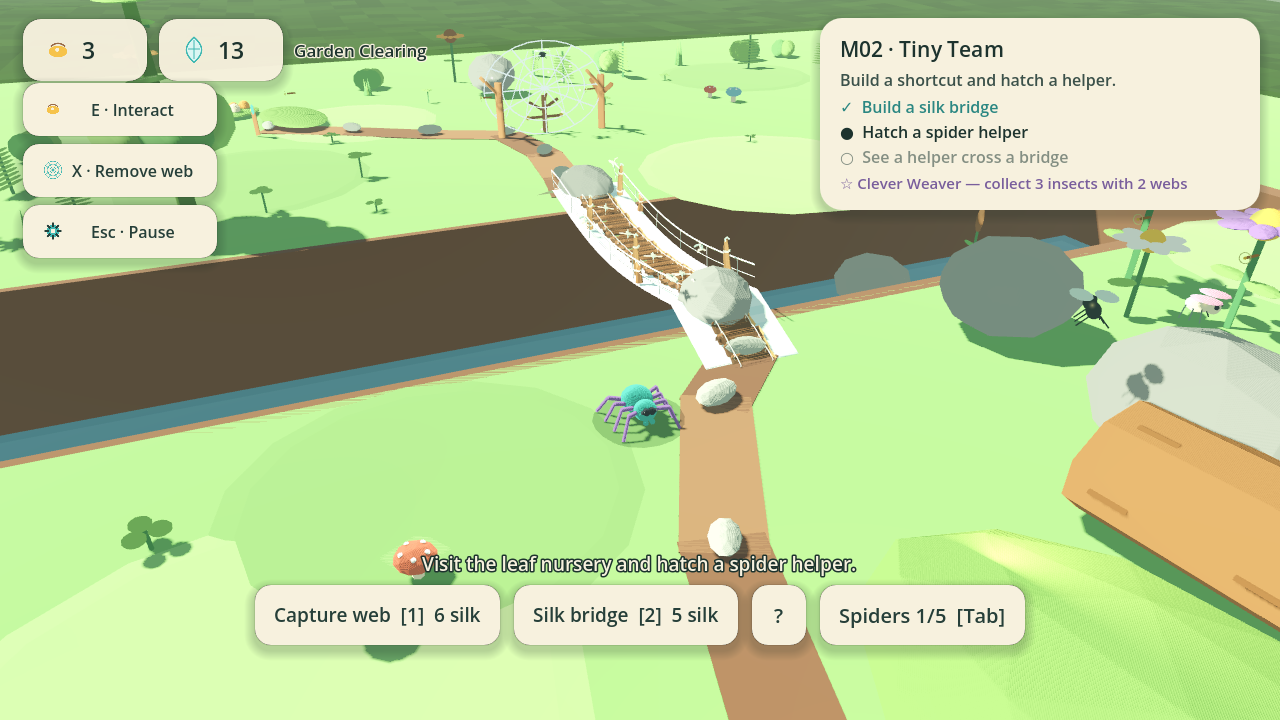 3
13
Garden Clearing
E · Interact
X · Remove web
Esc · Pause
M02 · Tiny Team
Build a shortcut and hatch a helper.
✓ Build a silk bridge
● Hatch a spider helper
○ See a helper cross a bridge
☆ Clever Weaver — collect 3 insects with 2 webs
Visit the leaf nursery and hatch a spider helper.
Capture web [1] 6 silk
Silk bridge [2] 5 silk
?
Spiders 1/5 [Tab]